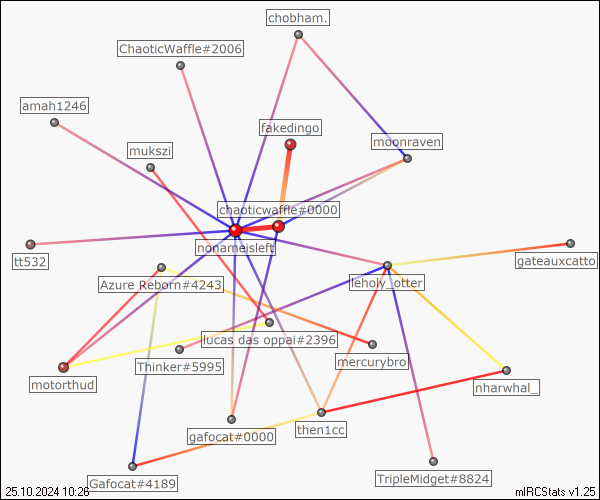 chobham.
ChaoticWaffle#2006
amah1246
fakedingo
moonraven
mukszi
chaoticwaffle#0000
nonameisleft
tt532
gateauxcatto
Azure Reborn#4243
leholy_otter
lucas das oppai#2396
Thinker#5995
mercurybro
motorthud
nharwhal_
gafocat#0000
then1cc
Gafocat#4189
TripleMidget#8824
25.10.2024 10:26
mIRCStats v1.25